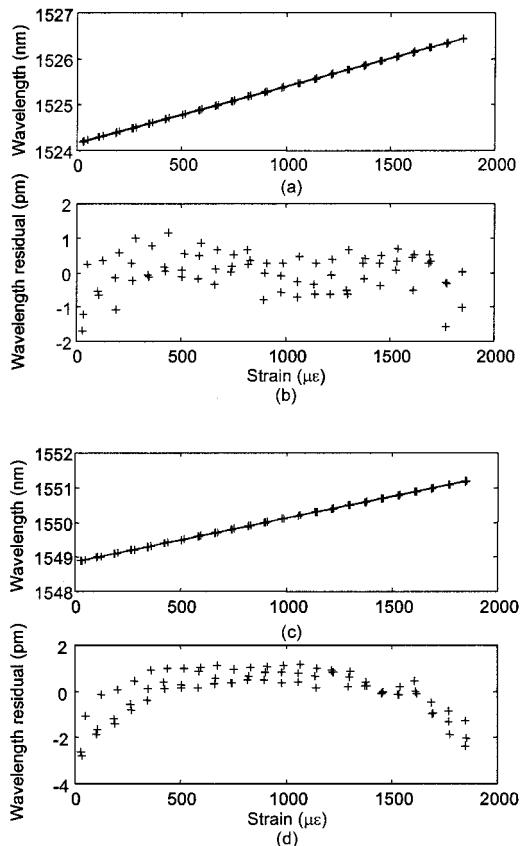 1527
1526
1525
1524
Wavelength (nm)
0 500 1000 1500 2000
(a)
2
1
0
-1
-2
Wavelength residual (pm)
0 500 1000 1500 2000
Strain (με)
(b)
1552
1551
1550
1549
1548
Wavelength (nm)
0 500 1000 1500 2000
(c)
2
0
-2
-4
Wavelength residual (pm)
0 500 1000 1500 2000
Strain (με)
(d)